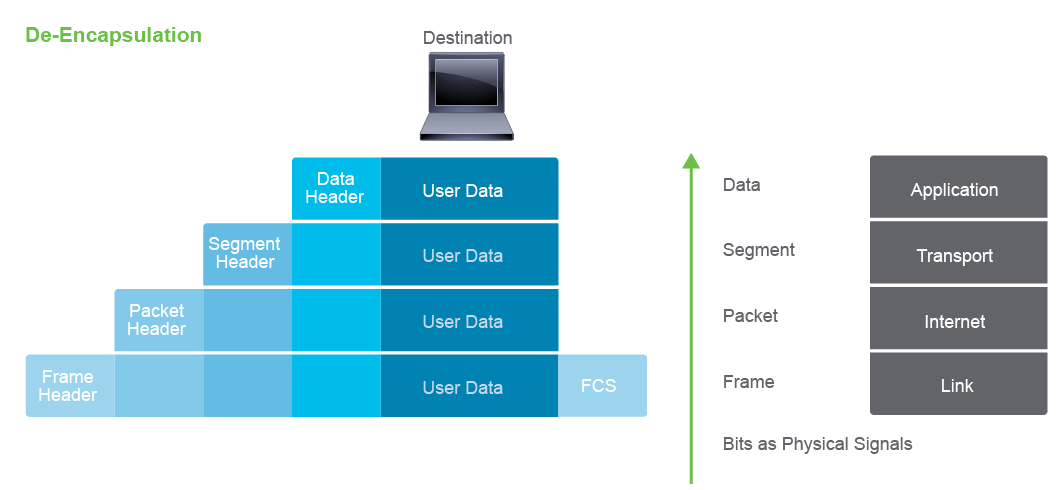 De-Encapsulation
Destination
Data
Header
User Data
Data
Application
Segment
Header
User Data
Segment
Transport
Packet
Header
User Data
Packet
Internet
Frame
Header
User Data
FCS
Frame
Link
Bits as Physical Signals